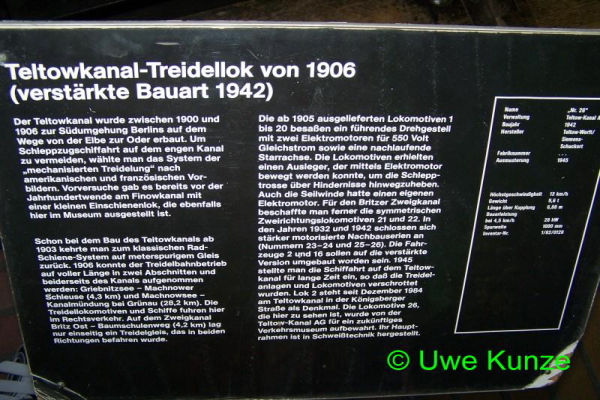 Teltowkanal-Treidellok von 1906
(verstärkte Bauart 1942)
Der Teltowkanal wurde zwischen 1900 und
1906 zur Südumgehung Berlins auf dem
Wege von der Elbe zur Oder erbaut. Um
Schleppzugschiffahrt auf dem engen Kanal
zu vermeiden, wählte man das System der
„mechanisierten Treidelung" nach
amerikanischen und französischen Vor-
bildern. Vorversuche gab es bereits vor der
Jahrhundertwende am Finowkanal mit
einer kleinen Einschienenlok, die ebenfalls
hier im Museum ausgestellt ist.
Schon bei dem Bau des Teltowkanals ab
1903 kehrte man zum klassischen Rad-
Schiene-System auf meterspurigem Gleis
zurück. 1906 konnte der Treidelbahnbetrieb
auf voller Länge in zwei Abschnitten und
beiderseits des Kanals aufgenommen
werden: Griebnitzsee – Machnower
Schleuse (4,3 km) und Machnowsee –
Kanalmündung bei Grünau (28,2 km). Die
Treidellokomotiven und Schiffe fuhren hier
im Rechtsverkehr. Auf dem Zweigkanal
Britz Ost – Baumschulenweg (4,2 km) lag
nur einseitig ein Treidelgleis, das in beiden
Richtungen befahren wurde.
Die ab 1905 ausgelieferten Lokomotiven 1
bis 20 besaßen ein führendes Drehgestell
mit zwei Elektromotoren für 550 Volt
Gleichstrom sowie eine nachlaufende
Starrachse. Die Lokomotiven erhielten
einen Ausleger, der mittels Elektromotor
bewegt werden konnte, um die Schlepp-
trosse über Hindernisse hinwegzuheben.
Auch die Seilwinde hatte einen eigenen
Elektromotor. Für den Britzer Zweigkanal
beschaffte man ferner die symmetrischen
Zweirichtungslokomotiven 21 und 22. In
den Jahren 1932 und 1942 schlossen sich
stärker motorisierte Nachbauserien an
(Nummern 23–24 und 25–26). Die Fahr-
zeuge 2 und 16 sollen auf die verstärkte
Version umgebaut worden sein. 1945
stellte man die Schiffahrt auf dem Teltow-
kanal für lange Zeit ein, so daß die Treidel-
anlagen und Lokomotiven verschrottet
wurden. Lok 2 steht seit Dezember 1984
am Teltowkanal in der Königsberger
Straße als Denkmal. Die Lokomotive 26,
die hier zu sehen ist, wurde von der
Teltow-Kanal AG für ein zukünftiges
Verkehrsmuseum aufbewahrt. Ihr Haupt-
rahmen ist in Schweißtechnik hergestellt.
Name „Nr. 26"
Verwaltung Teltow-Kanal
Baujahr 1942
Hersteller Teltow-Werft/
Siemens-
Schuckert
Fahriknummer ...
Ausmusterung 1945
Höchstgeschwindigkeit 12 km/h
Gewicht
Länge über Kupplung
Dauerleistung
bei 4,5 km/h
Spurweite 1000 mm
Inventar-Nr.
© Uwe Kunze